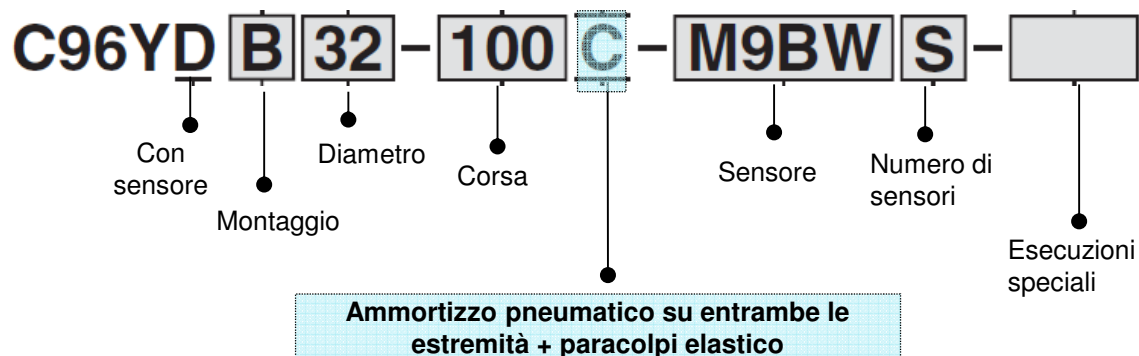 C96YD B 32 - 100 C - M9BW S -
Con
sensore
Montaggio
Diametro
Corsa
Sensore
Numero di
sensori
Esecuzioni
speciali
Ammortizzo pneumatico su entrambe le
estremità + paracolpi elastico